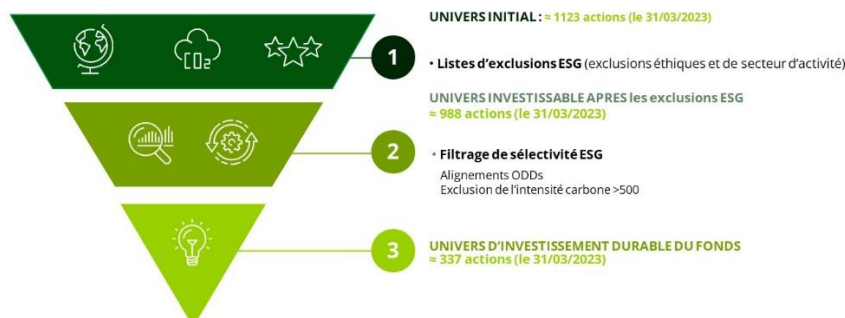 UNIVERS INITIAL : ≈ 1123 actions (le 31/03/2023)
CO2
1
• Listes d'exclusions ESG (exclusions éthiques et de secteur d'activité)
UNIVERS INVESTISSABLE APRES les exclusions ESG
≈ 988 actions (le 31/03/2023)
2
• Filtrage de sélectivité ESG
Alignements ODDs
Exclusion de l'intensité carbone >500
3
UNIVERS D'INVESTISSEMENT DURABLE DU FONDS
≈ 337 actions (le 31/03/2023)